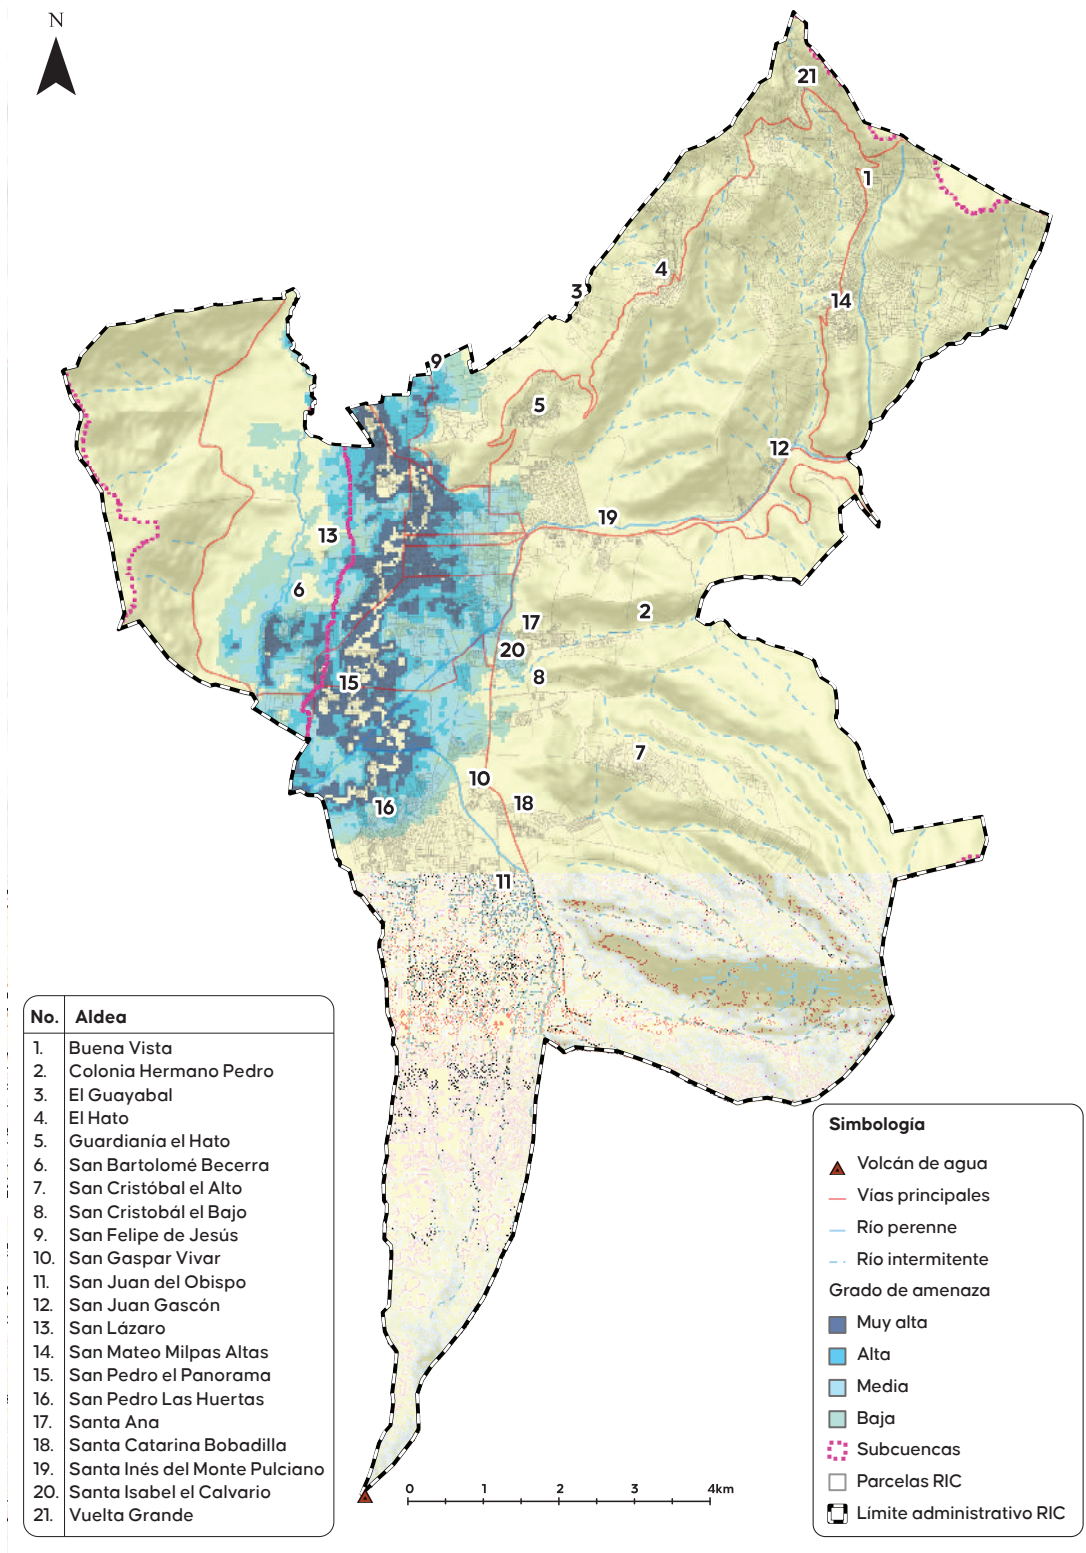 N
21
1
4
3
14
9
5
12
19
13
6
2
17
20
8
15
7
10
16
18
11
No. Aldea
1. Buena Vista
2. Colonia Hermano Pedro
3. El Guayabal
4. El Hato
5. Guardianía el Hato
6. San Bartolomé Becerra
7. San Cristóbal el Alto
8. San Cristobál el Bajo
9. San Felipe de Jesús
10. San Gaspar Vivar
11. San Juan del Obispo
12. San Juan Gascón
13. San Lázaro
14. San Mateo Milpas Altas
15. San Pedro el Panorama
16. San Pedro Las Huertas
17. Santa Ana
18. Santa Catarina Bobadilla
19. Santa Inés del Monte Pulciano
20. Santa Isabel el Calvario
21. Vuelta Grande
0 1 2 3 4km
Simbología
Volcán de agua
Vías principales
Río perenne
Río intermitente
Grado de amenaza
Muy alta
Alta
Media
Baja
Subcuencas
Parcelas RIC
Límite administrativo RIC